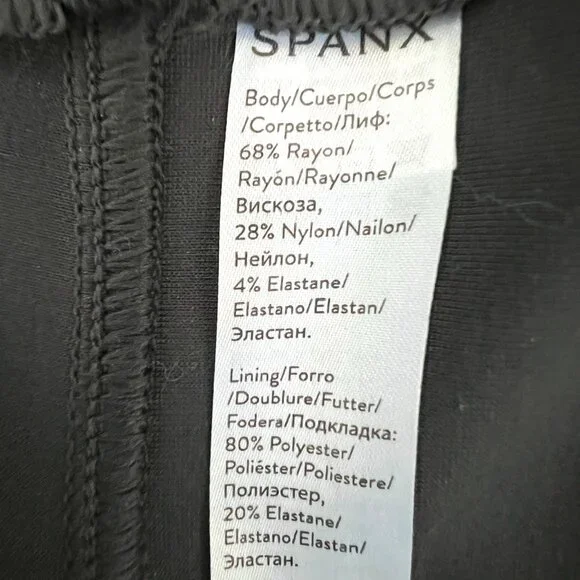 SPANX
Body/Cuerpo/Corps
/Corpetto/Лиф:
68% Rayon/
Rayón/Rayonne/
Вискоза,
28% Nylon/Nailon/
Нейлон,
4% Elastane/
Elastano/Elastan/
Эластан.
Lining/Forro
/Doublure/Futter/
Fodera/Подкладка:
80% Polyester/
Poliéster/Poliestere/
Полиэстер,
20% Elastane/
Elastano/Elastan/
Эластан.